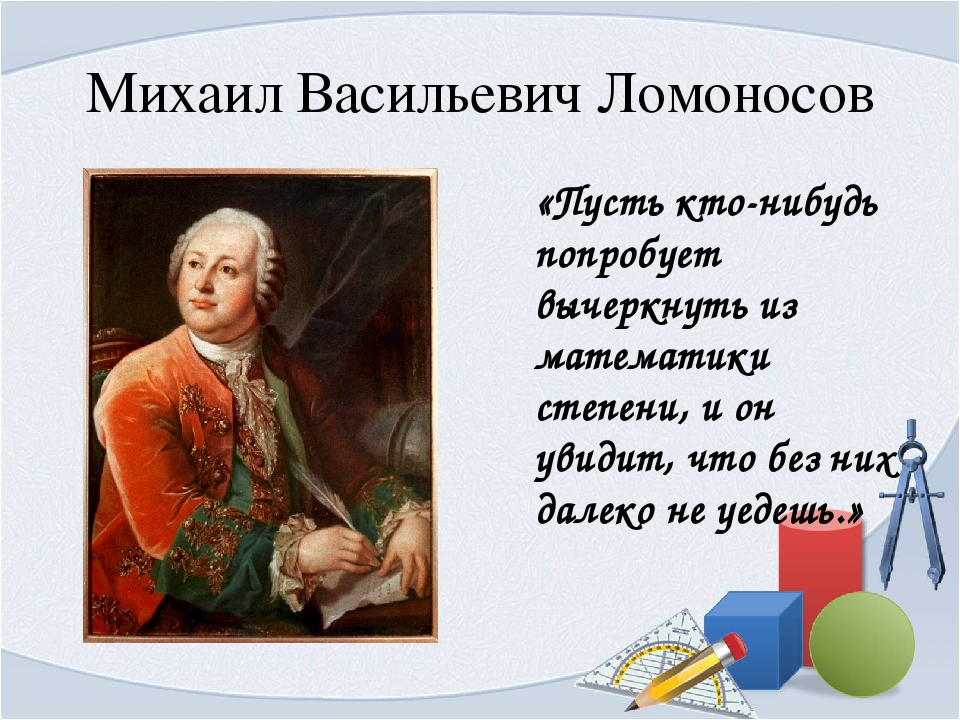 Михаил Васильевич Ломоносов
«Пусть кто-нибудь
попробует
вычеркнуть из
математики
степени, и он
увидит, что без них
далеко не уедешь.»